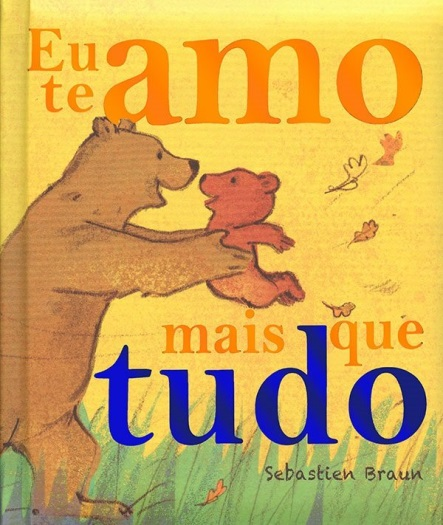 Eu
te amo
mais que
tudo
Sebastien Braun